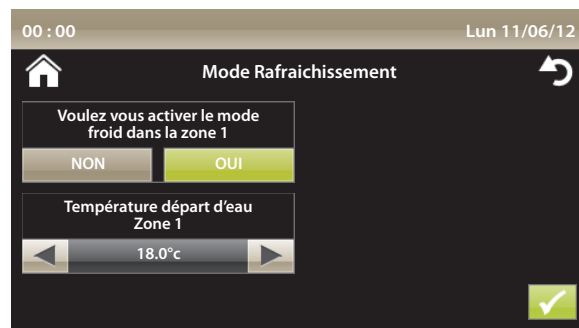 00 : 00 Lun 11/06/12
Mode Rafraichissement
Voulez vous activer le mode
froid dans la zone 1
NON OUI
Température départ d'eau
Zone 1
18.0°c